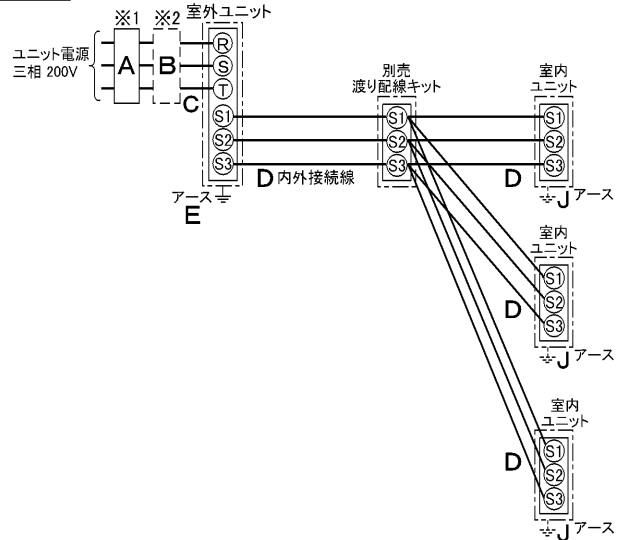 ※1 ※2 室外ユニット
ユニット電源
三相 200V
A
B
C
R
S
T
S1
S2
S3
アース
E
D 内外接続線
別売
渡り配線キット
S1
S2
S3
室内
ユニット
S1
S2
S3
D
J アース
室内
ユニット
S1
S2
S3
D
J アース
室内
ユニット
S1
S2
S3
D
J アース